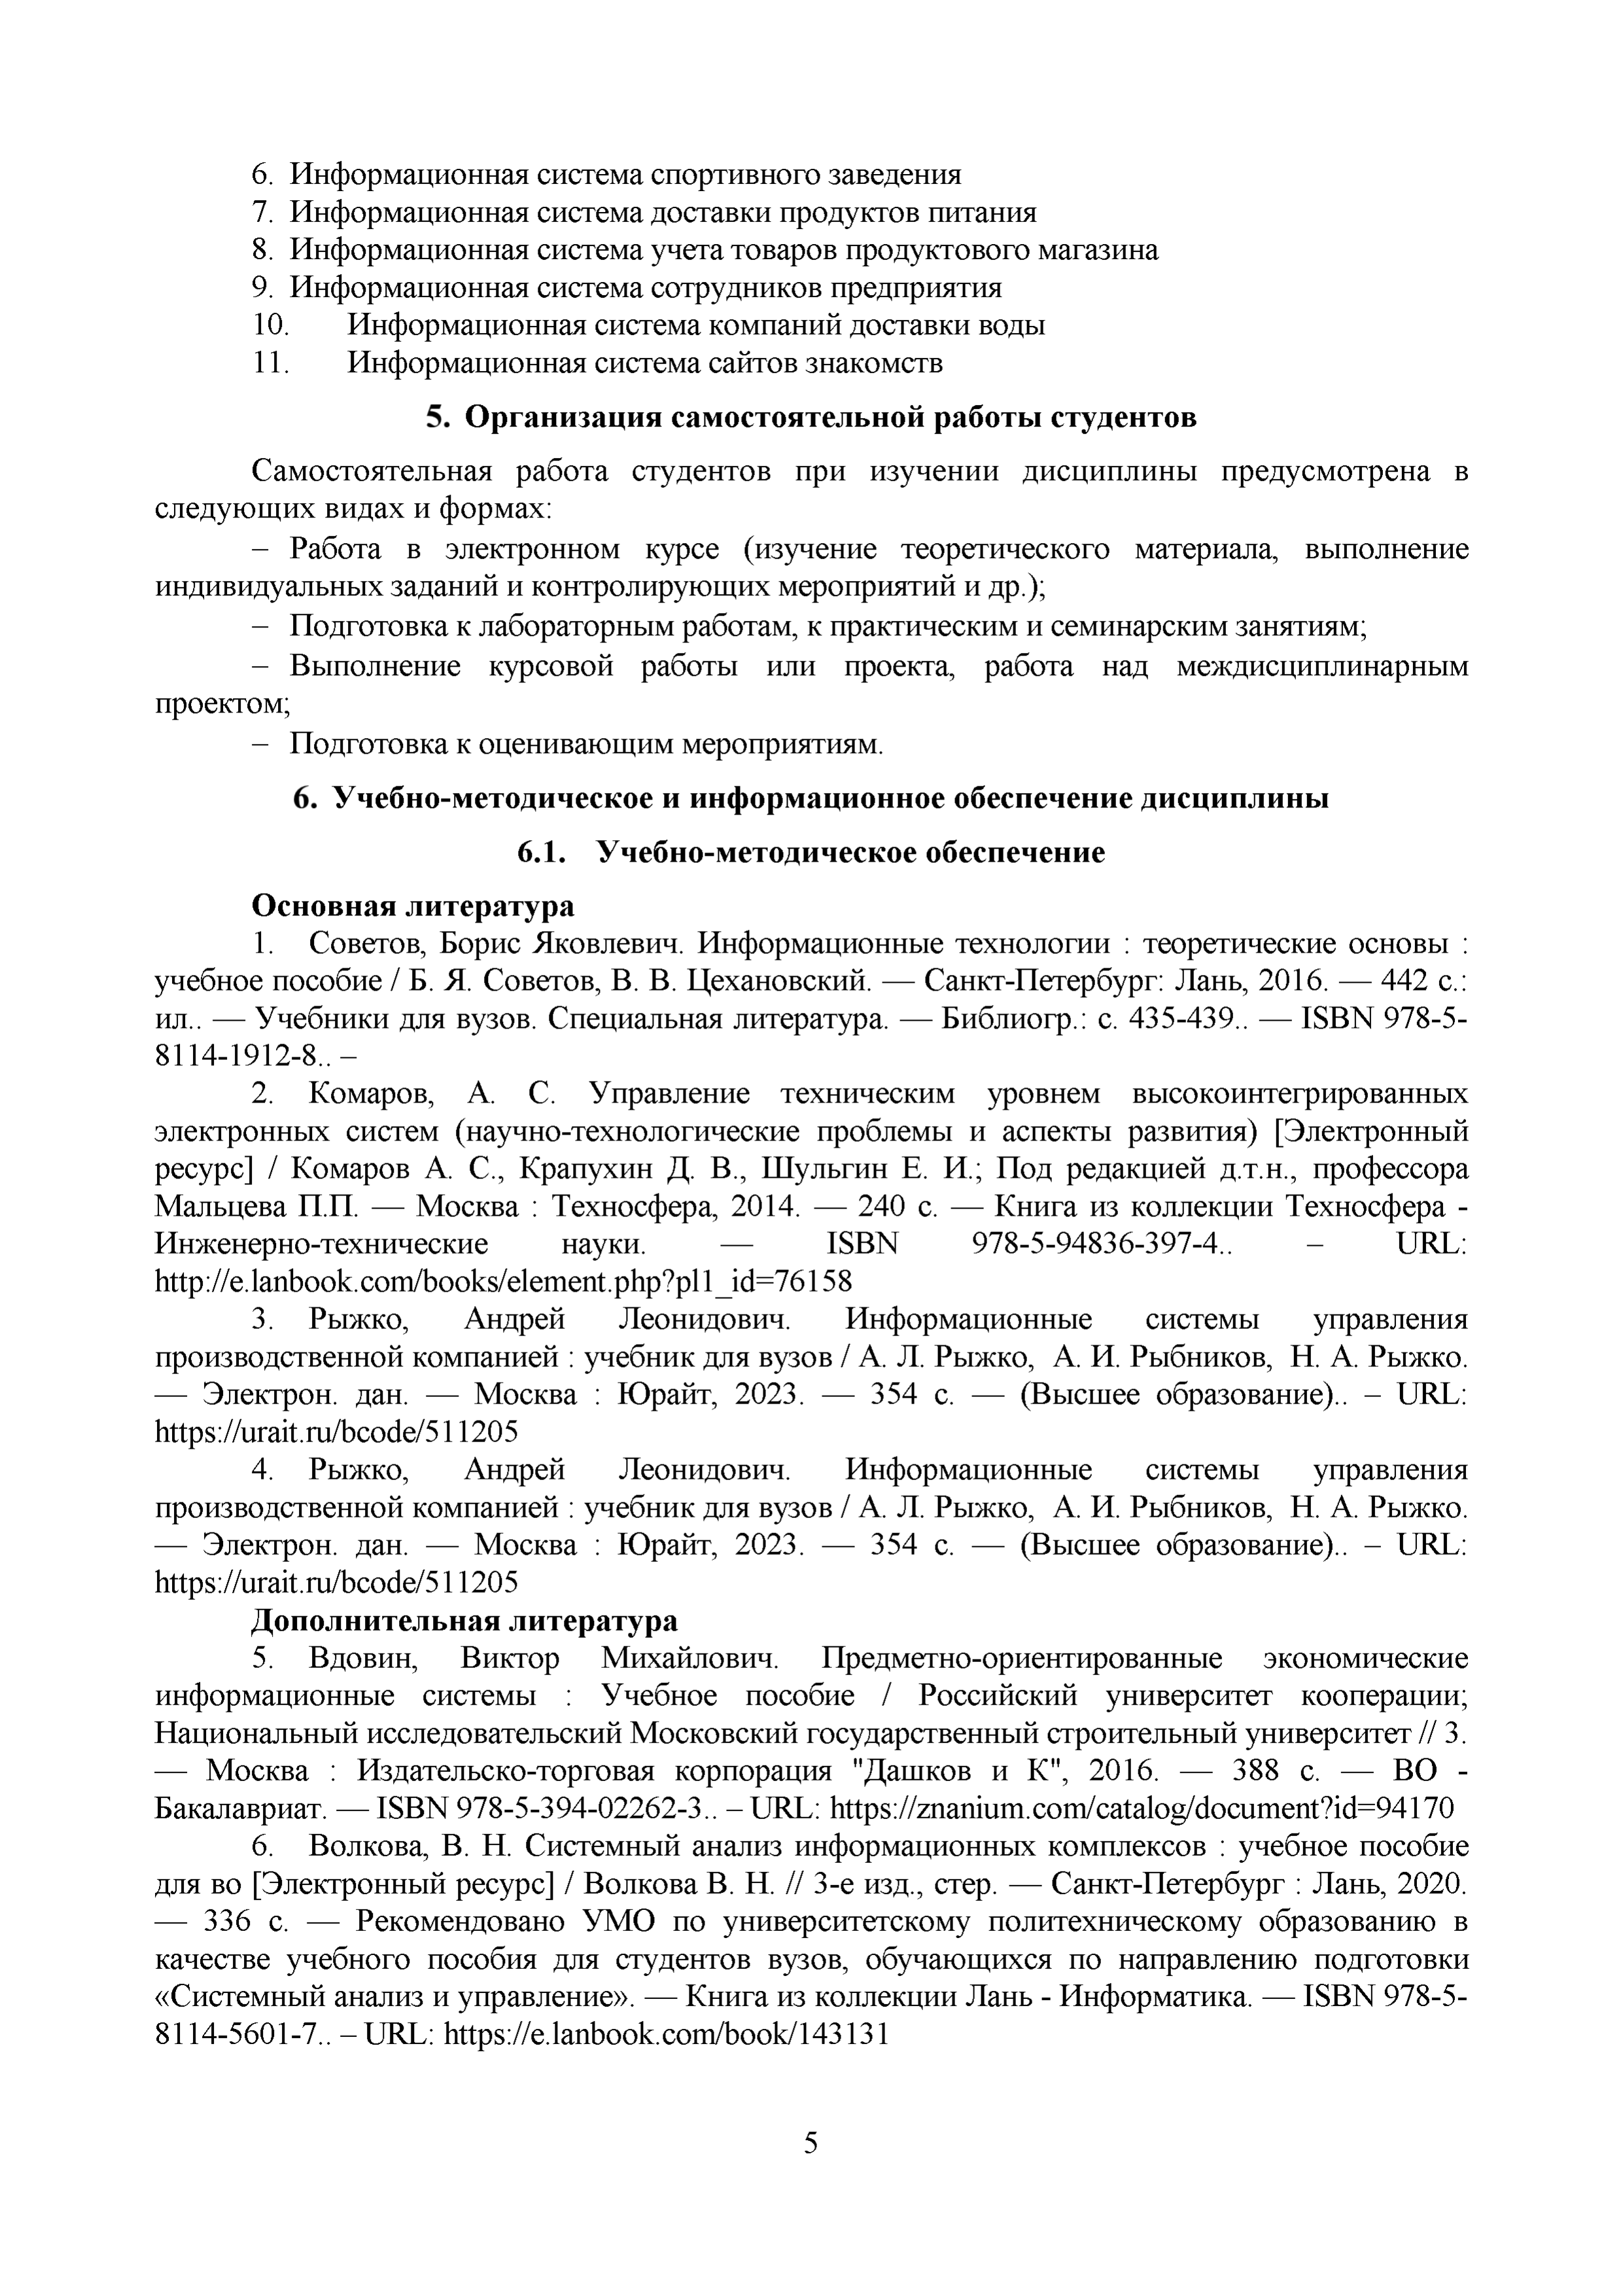 6. Информационная система спортивного заведения
7. Информационная система доставки продуктов питания
8. Информационная система учета товаров продуктового магазина
9. Информационная система сотрудников предприятия
10. Информационная система компаний доставки воды
11. Информационная система сайтов знакомств
5. Организация самостоятельной работы студентов
Самостоятельная работа студентов при изучении дисциплины предусмотрена в
следующих видах и формах:
– Работа в электронном курсе (изучение теоретического материала, выполнение
индивидуальных заданий и контролирующих мероприятий и др.);
– Подготовка к лабораторным работам, к практическим и семинарским занятиям;
– Выполнение курсовой работы или проекта, работа над междисциплинарным
проектом;
– Подготовка к оценивающим мероприятиям.
6. Учебно-методическое и информационное обеспечение дисциплины
6.1. Учебно-методическое обеспечение
Основная литература
1. Советов, Борис Яковлевич. Информационные технологии : теоретические основы :
учебное пособие / Б. Я. Советов, В. В. Цехановский. — Санкт-Петербург: Лань, 2016. — 442 с.:
ил.. — Учебники для вузов. Специальная литература. — Библиогр.: с. 435-439.. — ISBN 978-5-
8114-1912-8.. –
2. Комаров, А. С. Управление техническим уровнем высокоинтегрированных
электронных систем (научно-технологические проблемы и аспекты развития) [Электронный
ресурс] / Комаров А. С., Крапухин Д. В., Шульгин Е. И.; Под редакцией д.т.н., профессора
Мальцева П.П. — Москва : Техносфера, 2014. — 240 с. — Книга из коллекции Техносфера -
Инженерно-технические науки. — ISBN 978-5-94836-397-4.. – URL:
http://e.lanbook.com/books/element.php?pl1_id=76158
3. Рыжко, Андрей Леонидович. Информационные системы управления
производственной компанией : учебник для вузов / А. Л. Рыжко, А. И. Рыбников, Н. А. Рыжко.
— Электрон. дан. — Москва : Юрайт, 2023. — 354 с. — (Высшее образование).. – URL:
https://urait.ru/bcode/511205
4. Рыжко, Андрей Леонидович. Информационные системы управления
производственной компанией : учебник для вузов / А. Л. Рыжко, А. И. Рыбников, Н. А. Рыжко.
— Электрон. дан. — Москва : Юрайт, 2023. — 354 с. — (Высшее образование).. – URL:
https://urait.ru/bcode/511205
Дополнительная литература
5. Вдовин, Виктор Михайлович. Предметно-ориентированные экономические
информационные системы : Учебное пособие / Российский университет кооперации;
Национальный исследовательский Московский государственный строительный университет // 3.
— Москва : Издательско-торговая корпорация "Дашков и К", 2016. — 388 с. — ВО -
Бакалавриат. — ISBN 978-5-394-02262-3.. – URL: https://znanium.com/catalog/document?id=94170
6. Волкова, В. Н. Системный анализ информационных комплексов : учебное пособие
для во [Электронный ресурс] / Волкова В. Н. // 3-е изд., стер. — Санкт-Петербург : Лань, 2020.
— 336 с. — Рекомендовано УМО по университетскому политехническому образованию в
качестве учебного пособия для студентов вузов, обучающихся по направлению подготовки
«Системный анализ и управление». — Книга из коллекции Лань - Информатика. — ISBN 978-5-
8114-5601-7.. – URL: https://e.lanbook.com/book/143131
5